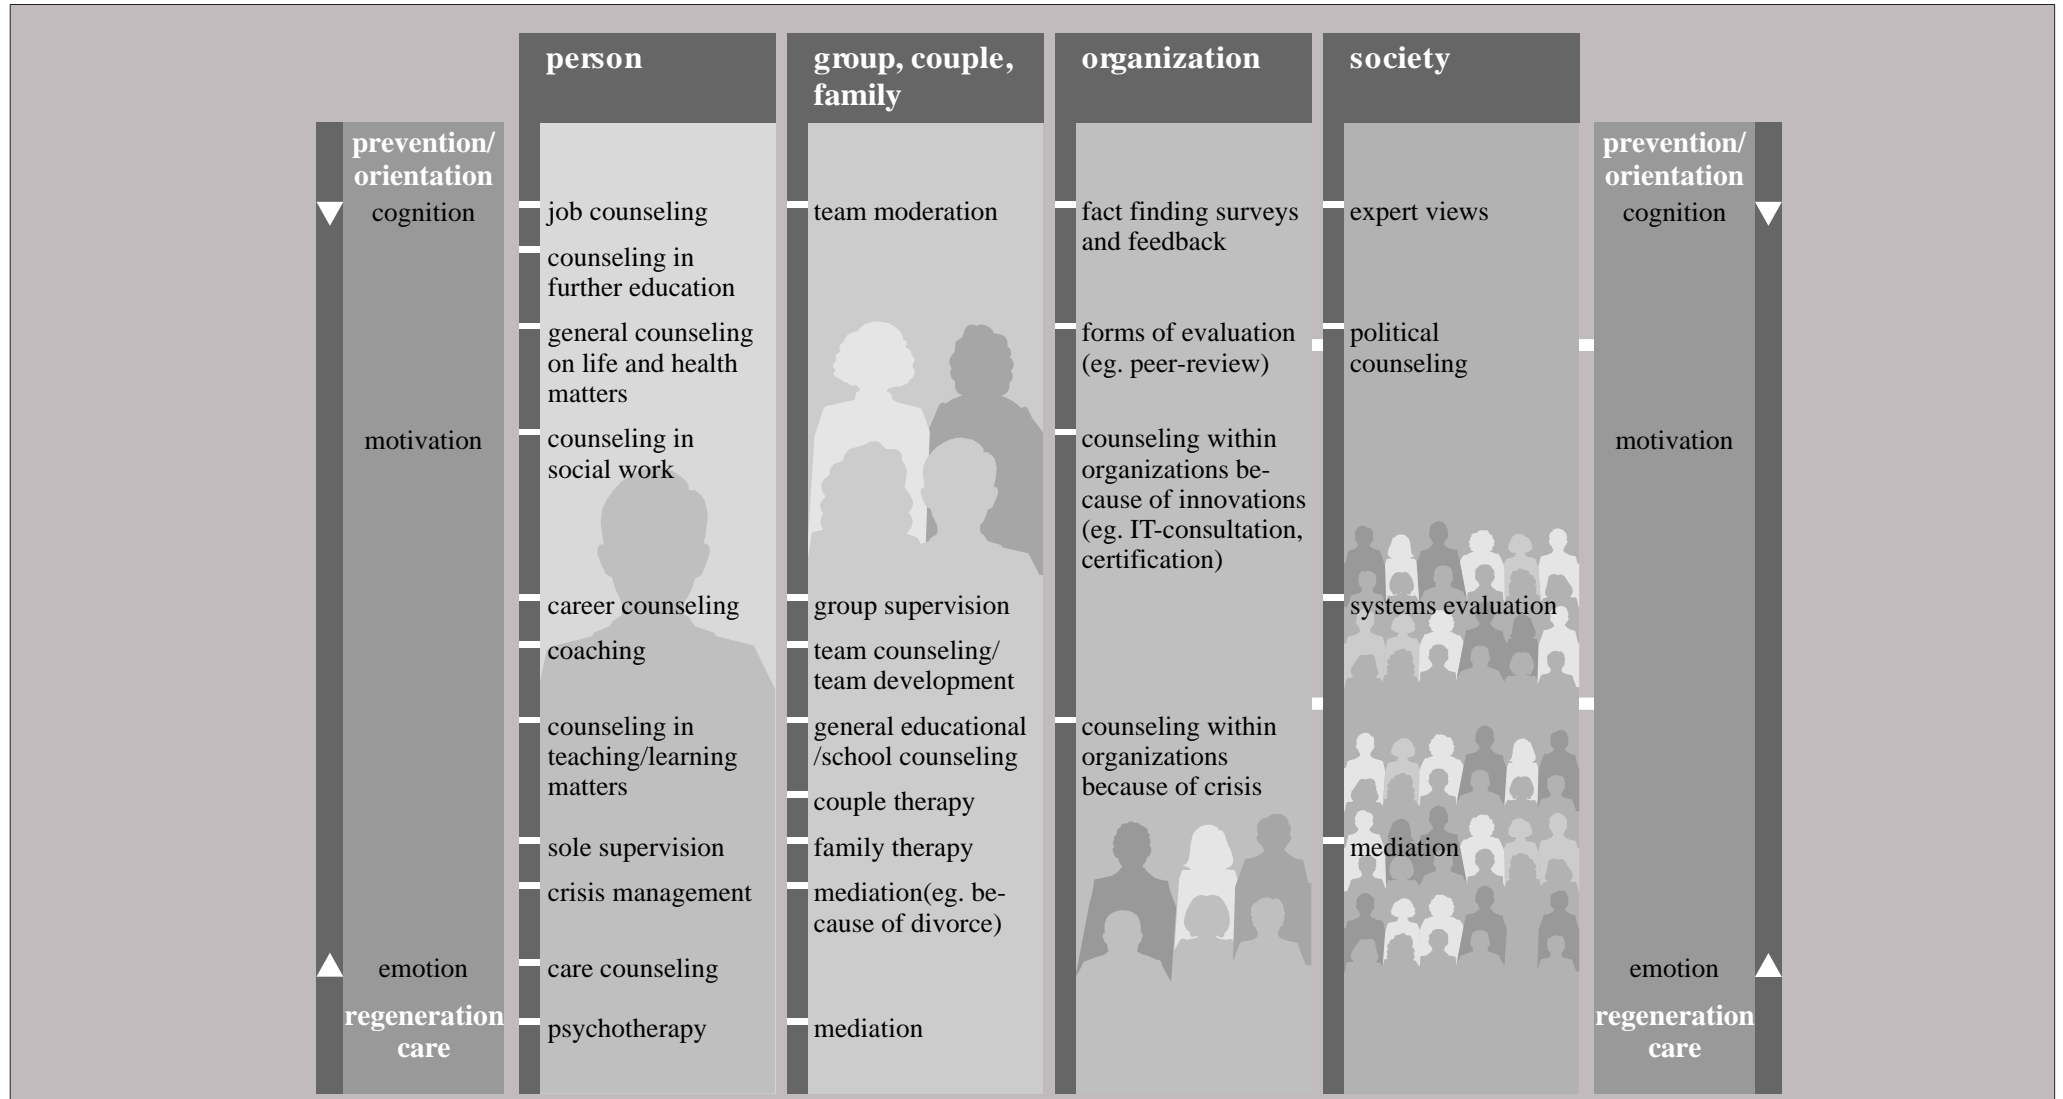 person
group, couple,
family
organization
society
prevention/
orientation
cognition
motivation
emotion
regeneration
care
job counseling
counseling in
further education
general counseling
on life and health
matters
counseling in
social work
career counseling
coaching
counseling in
teaching/learning
matters
sole supervision
crisis management
care counseling
psychotherapy
team moderation
group supervision
team counseling/
team development
general educational
/school counseling
couple therapy
family therapy
mediation(eg. be-
cause of divorce)
mediation
fact finding surveys
and feedback
forms of evaluation
(eg. peer-review)
counseling within
organizations be-
cause of innovations
(eg. IT-consultation,
certification)
counseling within
organizations
because of crisis
expert views
political
counseling
systems evaluation
mediation
prevention/
orientation
cognition
motivation
emotion
regeneration
care